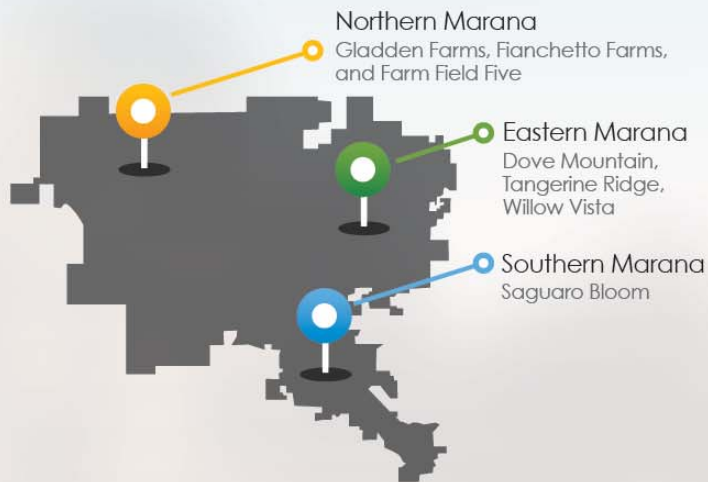 Northern Marana
Gladden Farms, Fianchetto Farms,
and Farm Field Five
Eastern Marana
Dove Mountain,
Tangerine Ridge,
Willow Vista
Southern Marana
Saguaro Bloom